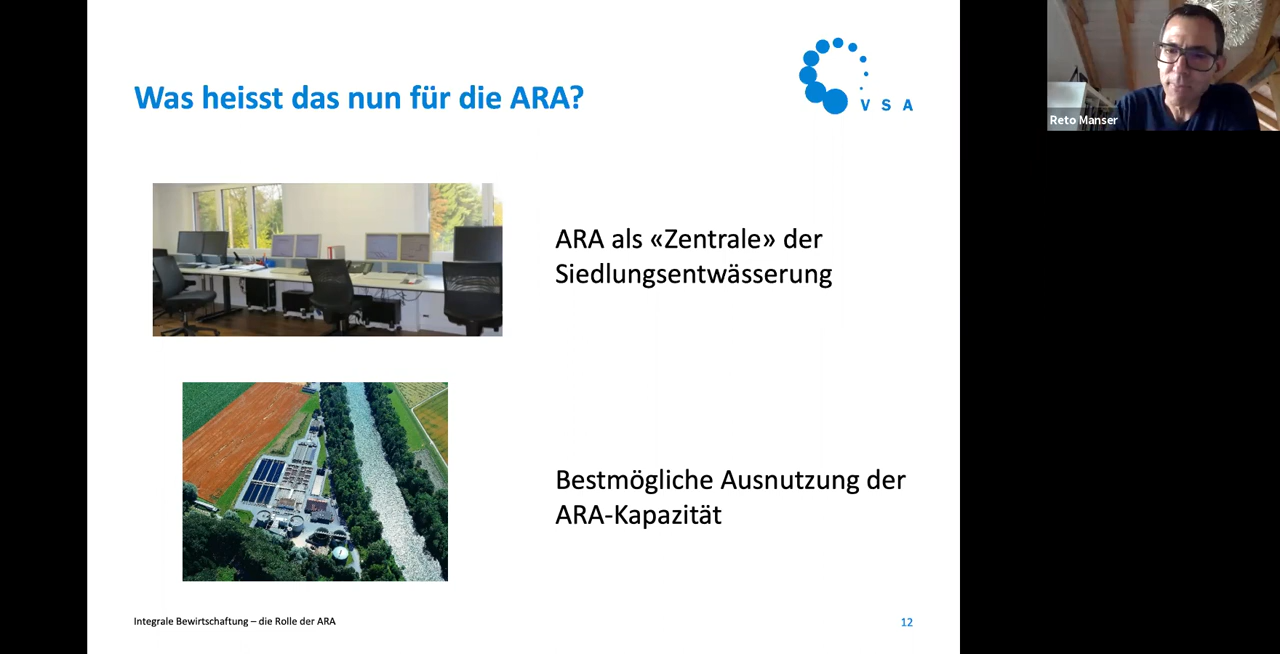 Was heisst das nun für die ARA?
V S A
Reto Manser
ARA als «Zentrale» der
Siedlungsentwässerung
Bestmögliche Ausnutzung der
ARA-Kapazität
Integrale Bewirtschaftung – die Rolle der ARA
12